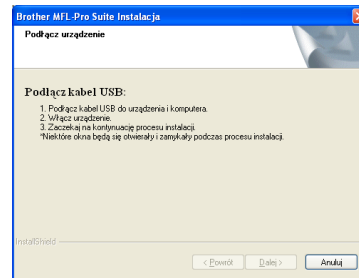 Brother MFL-Pro Suite Instalacja
Podłącz urządzenie
Podłącz kabel USB:
1. Podłącz kabel USB do urządzenia i komputera.
2. Włącz urządzenie.
3. Zaczekaj na kontynuację procesu instalacji.
*Niektóre okna będą się otwierały i zamykały podczas procesu instalacji.
InstallShield
< Powrót Dalej > Anuluj